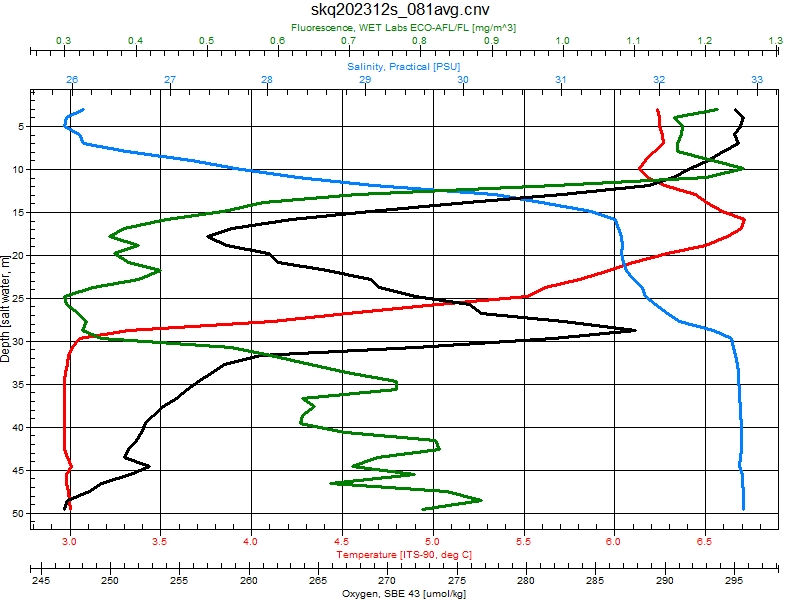 skq202312s_081avg.cnv
Fluorescence, WET Labs ECO-AFL/FL [mg/m^3]
0.3 0.4 0.5 0.6 0.7 0.8 0.9 1.0 1.1 1.2 1.3
Salinity, Practical [PSU]
26 27 28 29 30 31 32 33
5
10
15
20
25
30
35
40
45
50
Depth [salt water, m]
3.0 3.5 4.0 4.5 5.0 5.5 6.0 6.5
Temperature [ITS-90, deg C]
245 250 255 260 265 270 275 280 285 290 295
Oxygen, SBE 43 [umol/kg]